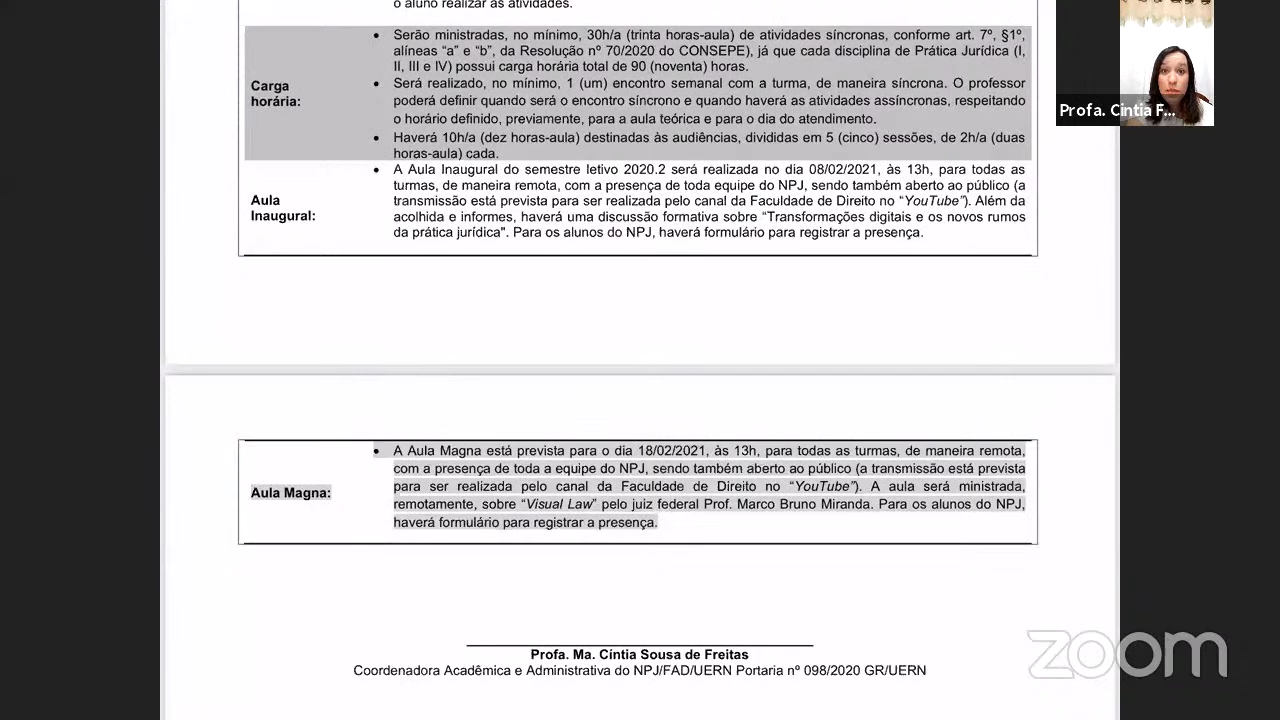 o aluno realizar as atividades.
Carga horária:
• Serão ministradas, no mínimo, 30h/a (trinta horas-aula) de atividades síncronas, conforme art. 7º, §1º,
alíneas “a” e “b”, da Resolução nº 70/2020 do CONSEPE), já que cada disciplina de Prática Jurídica (I,
II, III e IV) possui carga horária total de 90 (noventa) horas.
• Será realizado, no mínimo, 1 (um) encontro semanal com a turma, de maneira síncrona. O professor
poderá definir quando será o encontro síncrono e quando haverá as atividades assíncronas, respeitando
o horário definido, previamente, para a aula teórica e para o dia do atendimento.
• Haverá 10h/a (dez horas-aula) destinadas às audiências, divididas em 5 (cinco) sessões, de 2h/a (duas
horas-aula) cada.
Aula
Inaugural:
• A Aula Inaugural do semestre letivo 2020.2 será realizada no dia 08/02/2021, às 13h, para todas as
turmas, de maneira remota, com a presença de toda equipe do NPJ, sendo também aberto ao público (a
transmissão está prevista para ser realizada pelo canal da Faculdade de Direito no “YouTube”). Além da
acolhida e informes, haverá uma discussão formativa sobre “Transformações digitais e os novos rumos
da prática jurídica". Para os alunos do NPJ, haverá formulário para registrar a presença.
Aula Magna:
• A Aula Magna está prevista para o dia 18/02/2021, às 13h, para todas as turmas, de maneira remota,
com a presença de toda a equipe do NPJ, sendo também aberto ao público (a transmissão está prevista
para ser realizada pelo canal da Faculdade de Direito no “YouTube”). A aula será ministrada,
remotamente, sobre “Visual Law” pelo juiz federal Prof. Marco Bruno Miranda. Para os alunos do NPJ,
haverá formulário para registrar a presença.
Profa. Ma. Cíntia Sousa de Freitas
Coordenadora Acadêmica e Administrativa do NPJ/FAD/UERN Portaria nº 098/2020 GR/UERN
Profa. Cíntia F...
zoom